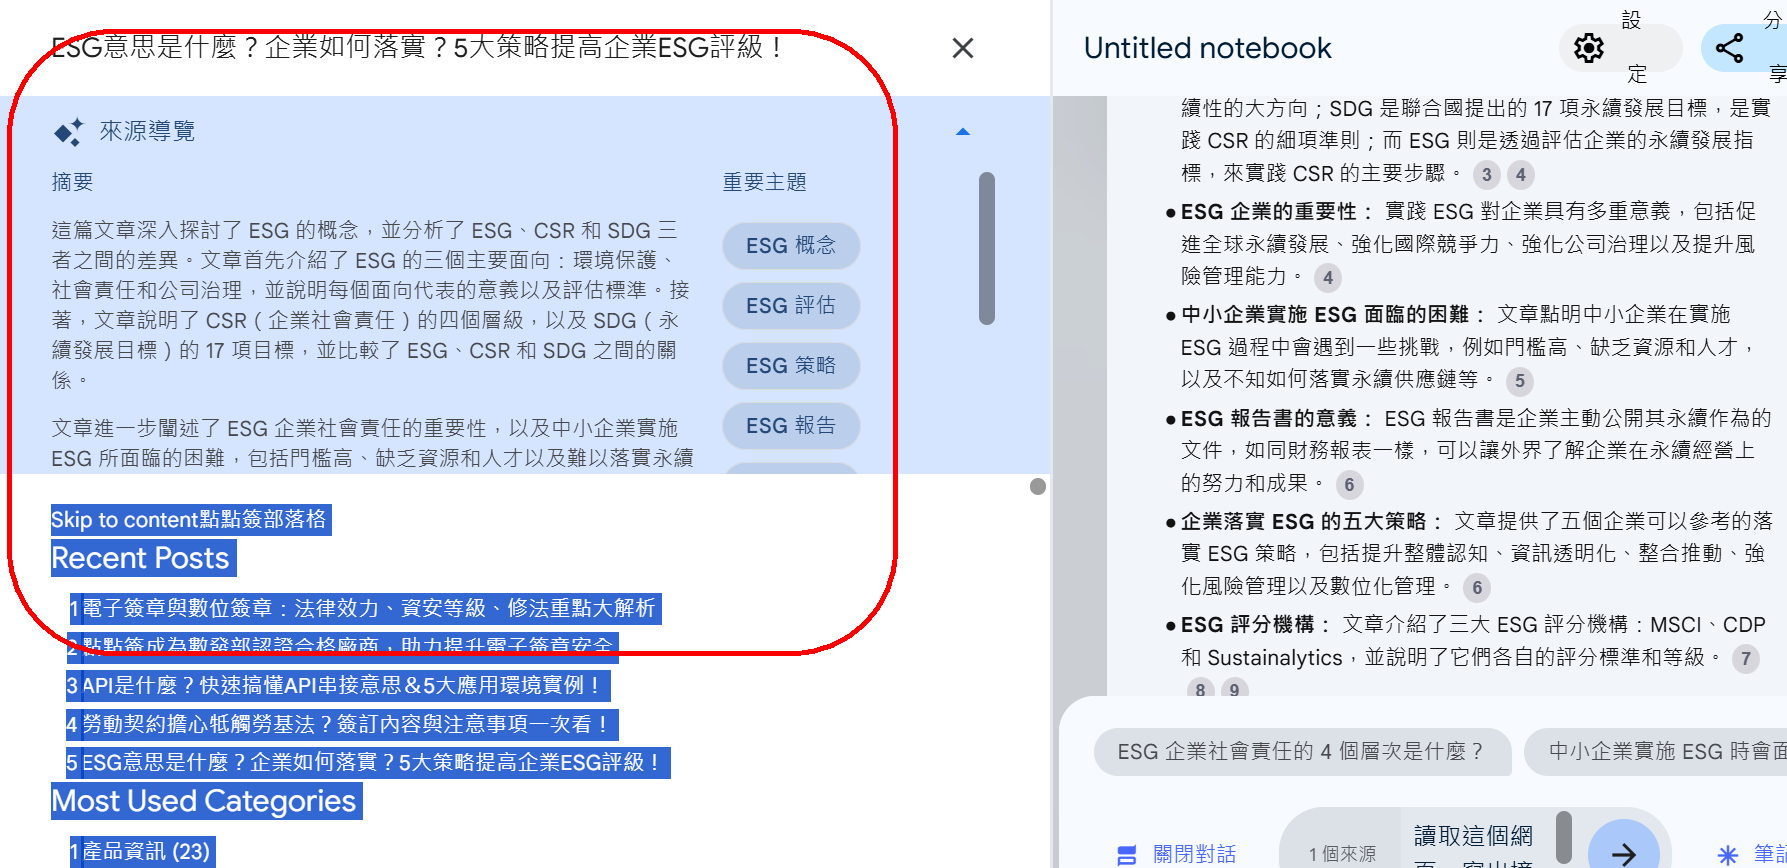 ESG意思是什麼？企業如何落實？5大策略提高企業ESG評級！
來源導覽
摘要
這篇文章深入探討了 ESG 的概念，並分析了 ESG、CSR 和 SDG 三
者之間的差異。文章首先介紹了 ESG 的三個主要面向：環境保護、
社會責任和公司治理，並說明每個面向代表的意義以及評估標準。接
著，文章說明了 CSR（企業社會責任）的四個層級，以及 SDG（永
續發展目標）的 17 項目標，並比較了 ESG、CSR 和 SDG 之間的關
係。
文章進一步闡述了 ESG 企業社會責任的重要性，以及中小企業實施
ESG 所面臨的困難，包括門檻高、缺乏資源和人才以及難以落實永續
重要主題
ESG 概念
ESG 評估
ESG 策略
ESG 報告
Skip to content點點簽部落格
Recent Posts
1 電子簽章與數位簽章：法律效力、資安等級、修法重點大解析
2 點點簽成為數發部認證合格廠商，助力提升電子簽章安全
3 API是什麼？快速搞懂API串接意思＆5大應用環境實例！
4 勞動契約擔心牴觸勞基法？簽訂內容與注意事項一次看！
5 ESG意思是什麼？企業如何落實？5大策略提高企業ESG評級！
Most Used Categories
1 產品資訊 (23)
Untitled notebook
設定
分享
續性的大方向；SDG 是聯合國提出的 17 項永續發展目標，是實
踐 CSR 的細項準則；而 ESG 則是透過評估企業的永續發展指
標，來實踐 CSR 的主要步驟。 3 4
● ESG 企業的重要性： 實踐 ESG 對企業具有多重意義，包括促
進全球永續發展、強化國際競爭力、強化公司治理以及提升風
險管理能力。 4
● 中小企業實施 ESG 面臨的困難： 文章點明中小企業在實施
ESG 過程中會遇到一些挑戰，例如門檻高、缺乏資源和人才，
以及不知如何落實永續供應鏈等。 5
● ESG 報告書的意義： ESG 報告書是企業主動公開其永續作為的
文件，如同財務報表一樣，可以讓外界了解企業在永續經營上
的努力和成果。 6
● 企業落實 ESG 的五大策略： 文章提供了五個企業可以參考的落
實 ESG 策略，包括提升整體認知、資訊透明化、整合推動、強
化風險管理以及數位化管理。 6
● ESG 評分機構： 文章介紹了三大 ESG 評分機構：MSCI、CDP
和 Sustainalytics，並說明了它們各自的評分標準和等級。 7
8 9
ESG 企業社會責任的 4 個層次是什麼？
中小企業實施 ESG 時會面
關閉對話
1 個來源
讀取這個網
筆記